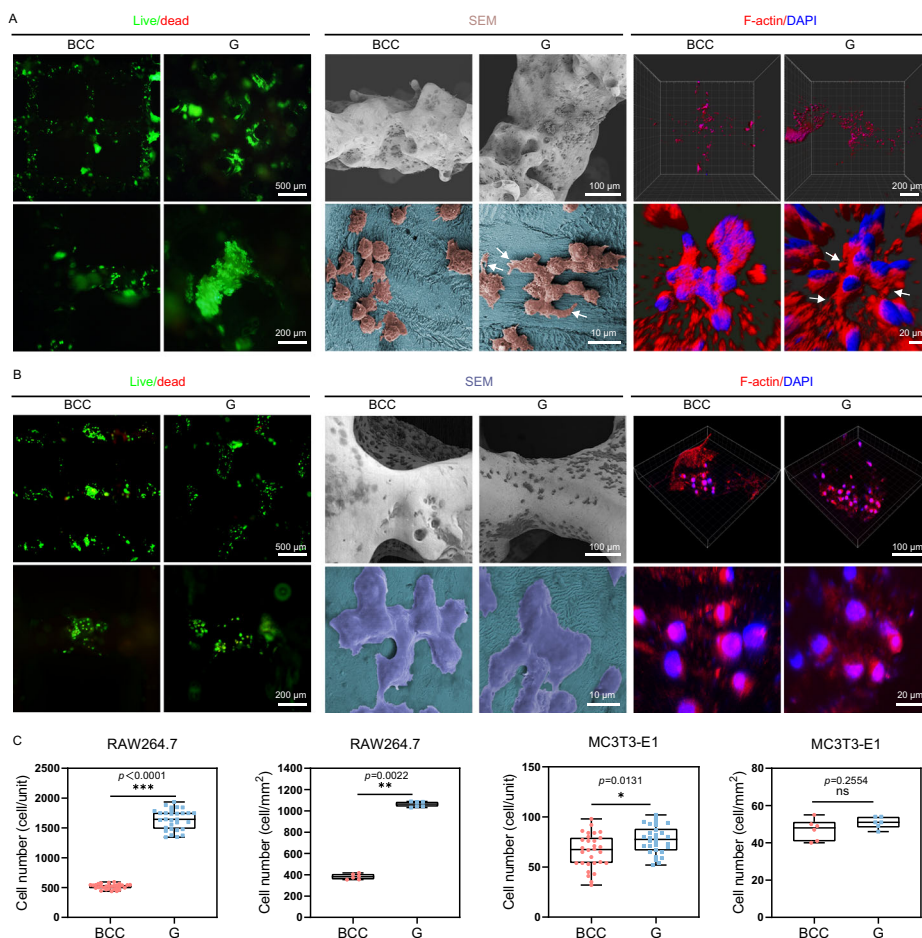 A
Live/dead
SEM
F-actin/DAPI
BCC
G
BCC
G
BCC
G
500 µm
100 µm
200 µm
200 µm
10 µm
20 µm
B
Live/dead
SEM
F-actin/DAPI
BCC
G
BCC
G
BCC
G
500 µm
100 µm
100 µm
200 µm
10 µm
20 µm
C
RAW264.7
Cell number (cell/unit)
2500
2000
1500
1000
500
0
p<0.0001
***
BCC
G
RAW264.7
Cell number (cell/mm²)
1400
1200
1000
800
600
400
200
0
p=0.0022
**
BCC
G
MC3T3-E1
Cell number (cell/unit)
150
100
50
0
p=0.0131
*
BCC
G
MC3T3-E1
Cell number (cell/mm²)
80
60
40
20
0
p=0.2554
ns
BCC
G